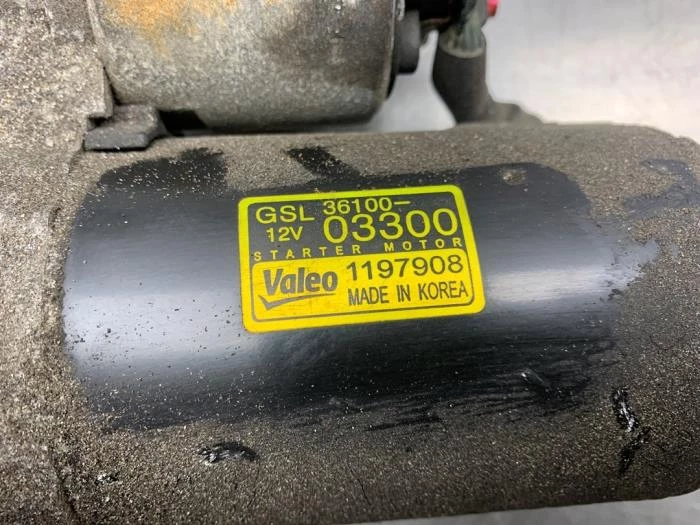 GSL 36100-
12V 03300
STARTER MOTOR
Valeo 1197908
MADE IN KOREA